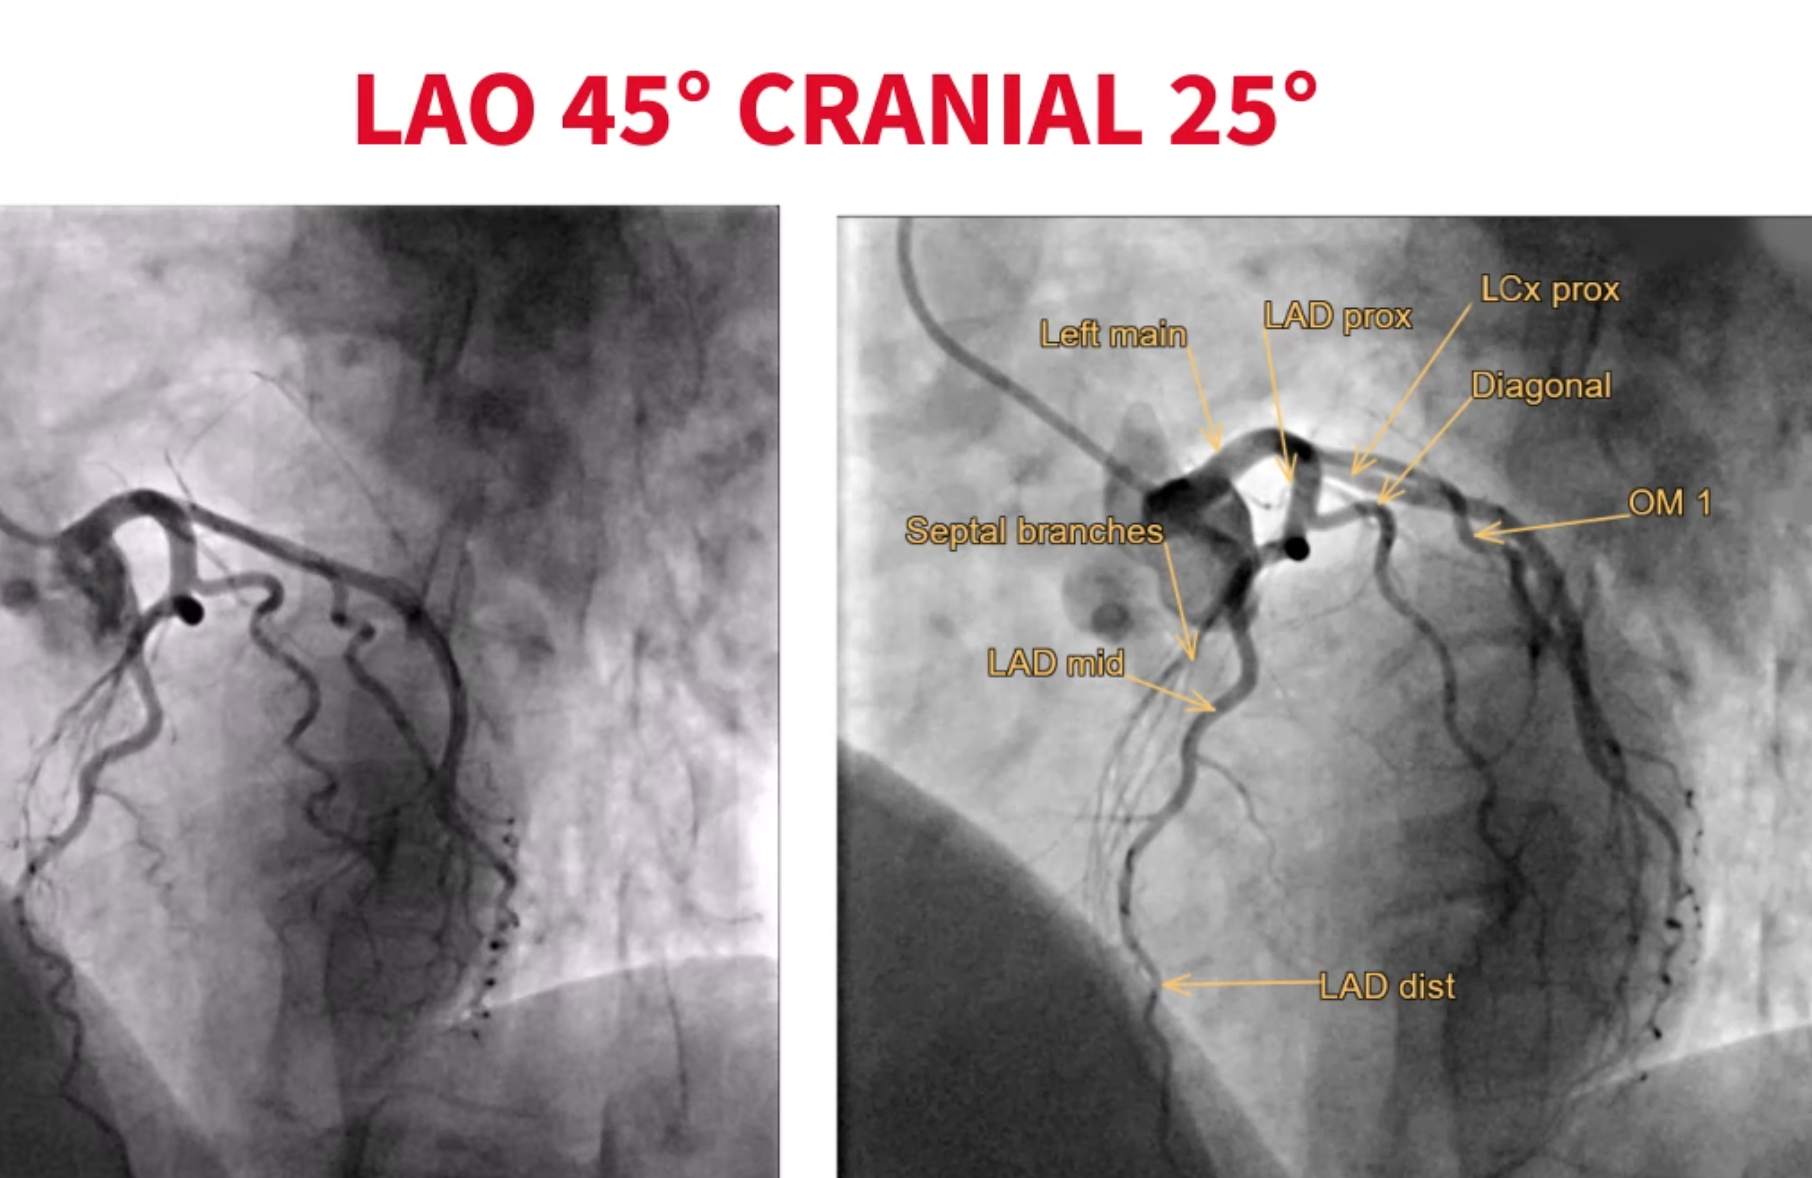 LAO 45° CRANIAL 25°
LCx prox
LAD prox
Left main
Diagonal
OM 1
Septal branches
LAD mid
LAD dist